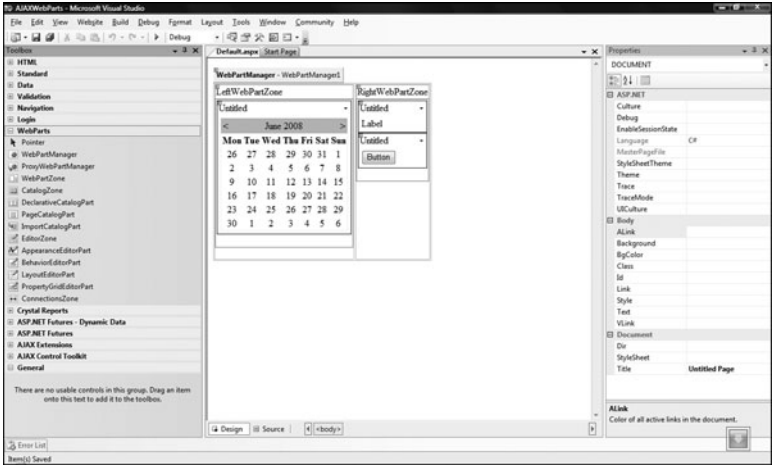 AJAXWebParts - Microsoft Visual Studio
File Edit View Website Build Debug Format Layout Tools Window Community Help
Debug
Toolbox
HTML
Standard
Data
Validation
Navigation
Login
WebParts
Pointer
WebPartManager
ProxyWebPartManager
WebPartZone
CatalogZone
DeclarativeCatalogPart
PageCatalogPart
ImportCatalogPart
EditorZone
AppearanceEditorPart
BehaviorEditorPart
LayoutEditorPart
PropertyGridEditorPart
ConnectionsZone
Crystal Reports
ASP.NET Futures - Dynamic Data
ASP.NET Futures
AJAX Extensions
AJAX Control Toolkit
General
There are no usable controls in this group. Drag an item
onto this text to add it to the toolbox.
Default.aspx Start Page
WebPartManager - WebPartManager1
LeftWebPartZone
Untitled
< June 2008 >
Mon Tue Wed Thu Fri Sat Sun
26 27 28 29 30 31 1
2 3 4 5 6 7 8
9 10 11 12 13 14 15
16 17 18 19 20 21 22
23 24 25 26 27 28 29
30 1 2 3 4 5 6
RightWebPartZone
Untitled
Label
Untitled
Button
Design Source <body>
Properties
DOCUMENT
ASP.NET
Culture
Debug
EnableSessionState
Language C#
MasterPageFile
StyleSheetTheme
Theme
Trace
TraceMode
UICulture
Body
ALink
Background
BgColor
Class
Id
Link
Style
Text
VLink
Document
Dir
StyleSheet
Title Untitled Page
ALink
Color of all active links in the document.
Error List
Item(s) Saved